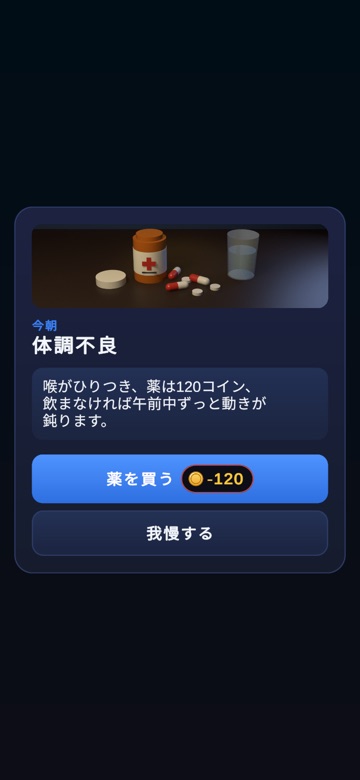 今朝
体調不良
喉がひりつき、薬は120コイン、
飲まなければ午前中ずっと動きが
鈍ります。
薬を買う -120
我慢する